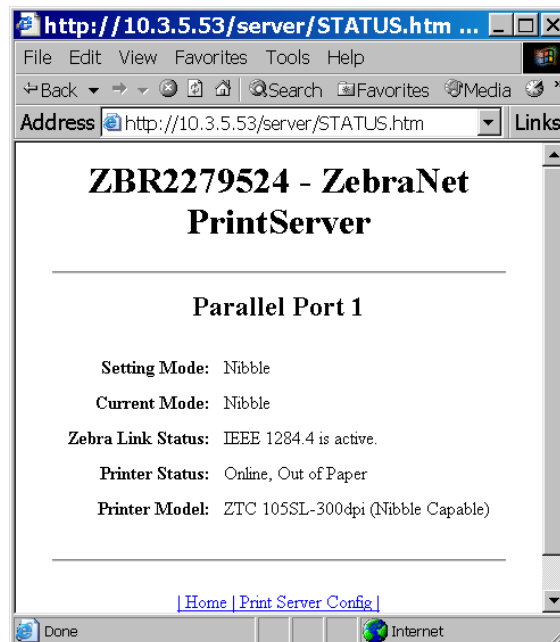 http://10.3.5.53/server/STATUS.htm ...
File Edit View Favorites Tools Help
Back Search Favorites Media »
Address http://10.3.5.53/server/STATUS.htm Links
ZBR2279524 - ZebraNet
PrintServer
Parallel Port 1
Setting Mode: Nibble
Current Mode: Nibble
Zebra Link Status: IEEE 1284.4 is active.
Printer Status: Online, Out of Paper
Printer Model: ZTC 105SL-300dpi (Nibble Capable)
| Home | Print Server Config |
Done Internet